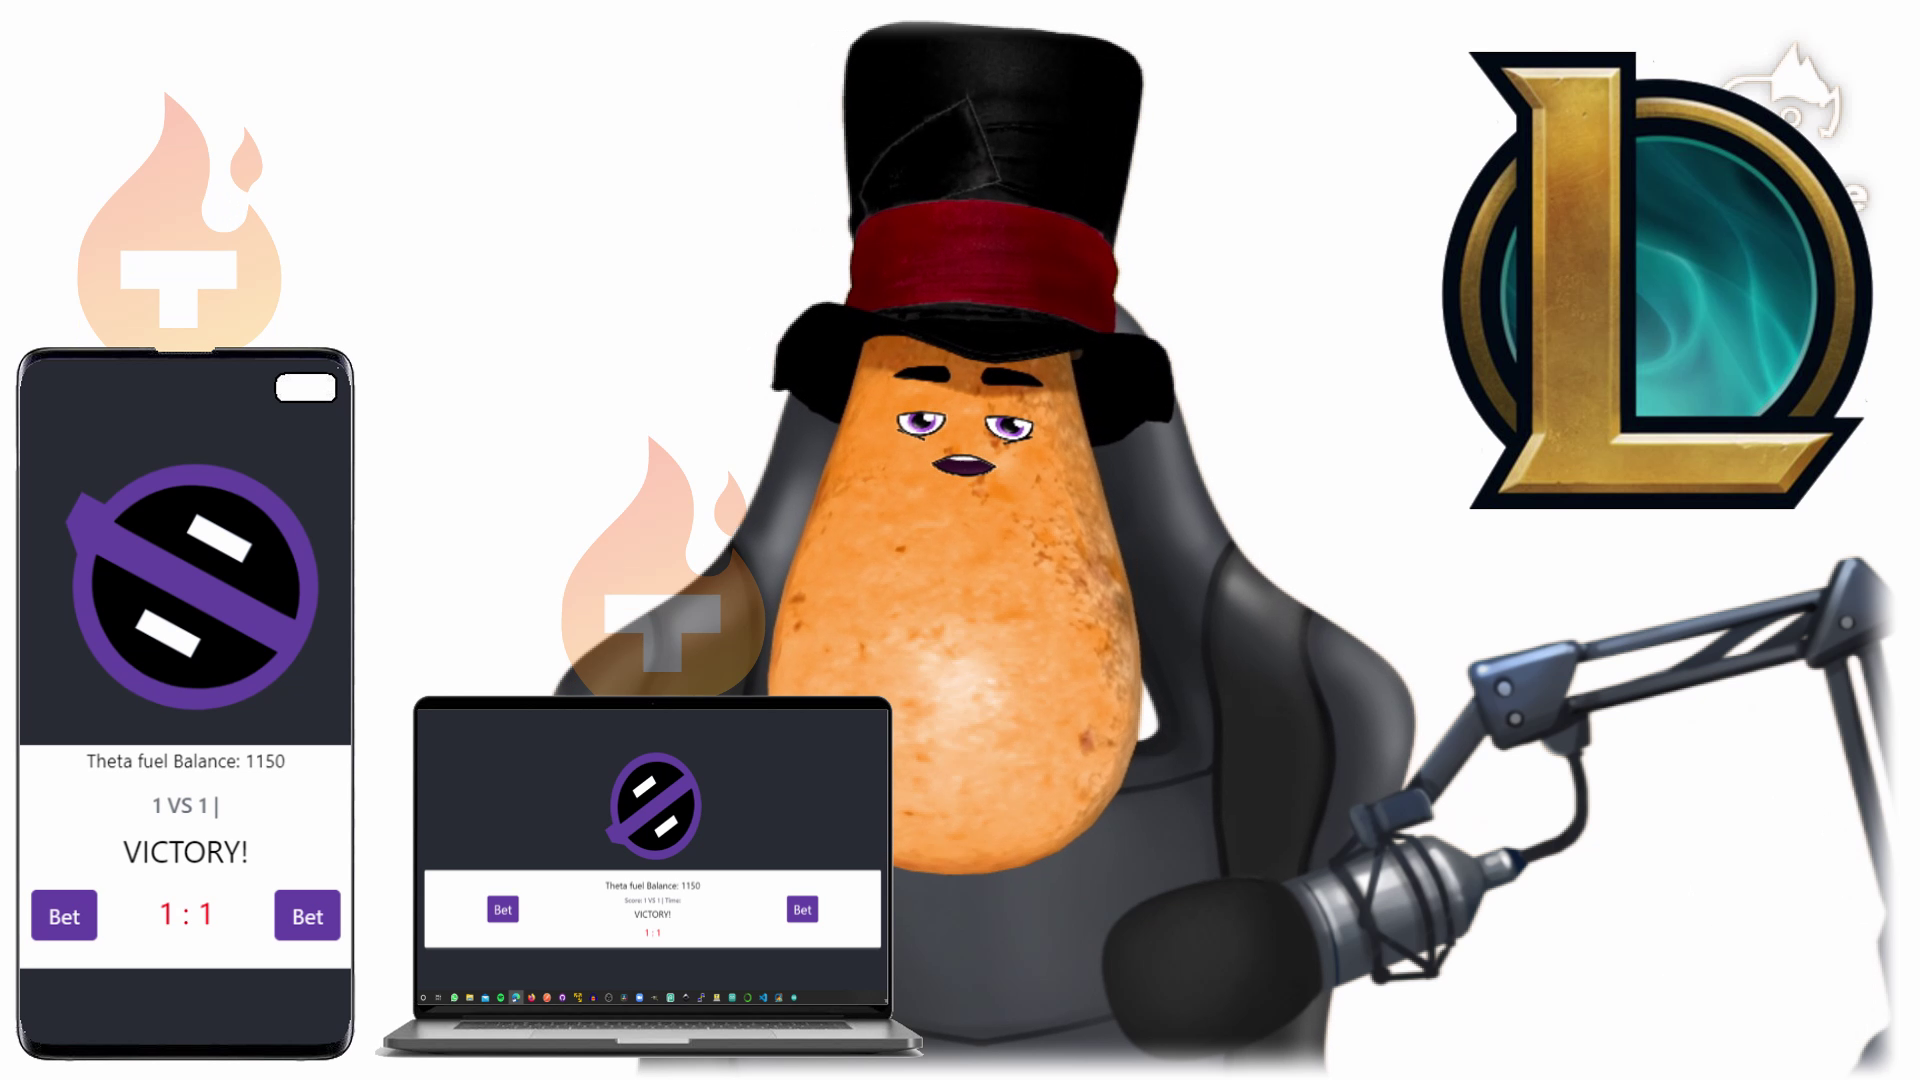 Theta fuel Balance: 1150
1 VS 1 |
VICTORY!
Bet
1 : 1
Bet
Theta fuel Balance: 1150
Score: 1 VS 1 | Time:
Bet
VICTORY!
Bet
1 : 1
L
T
T
e